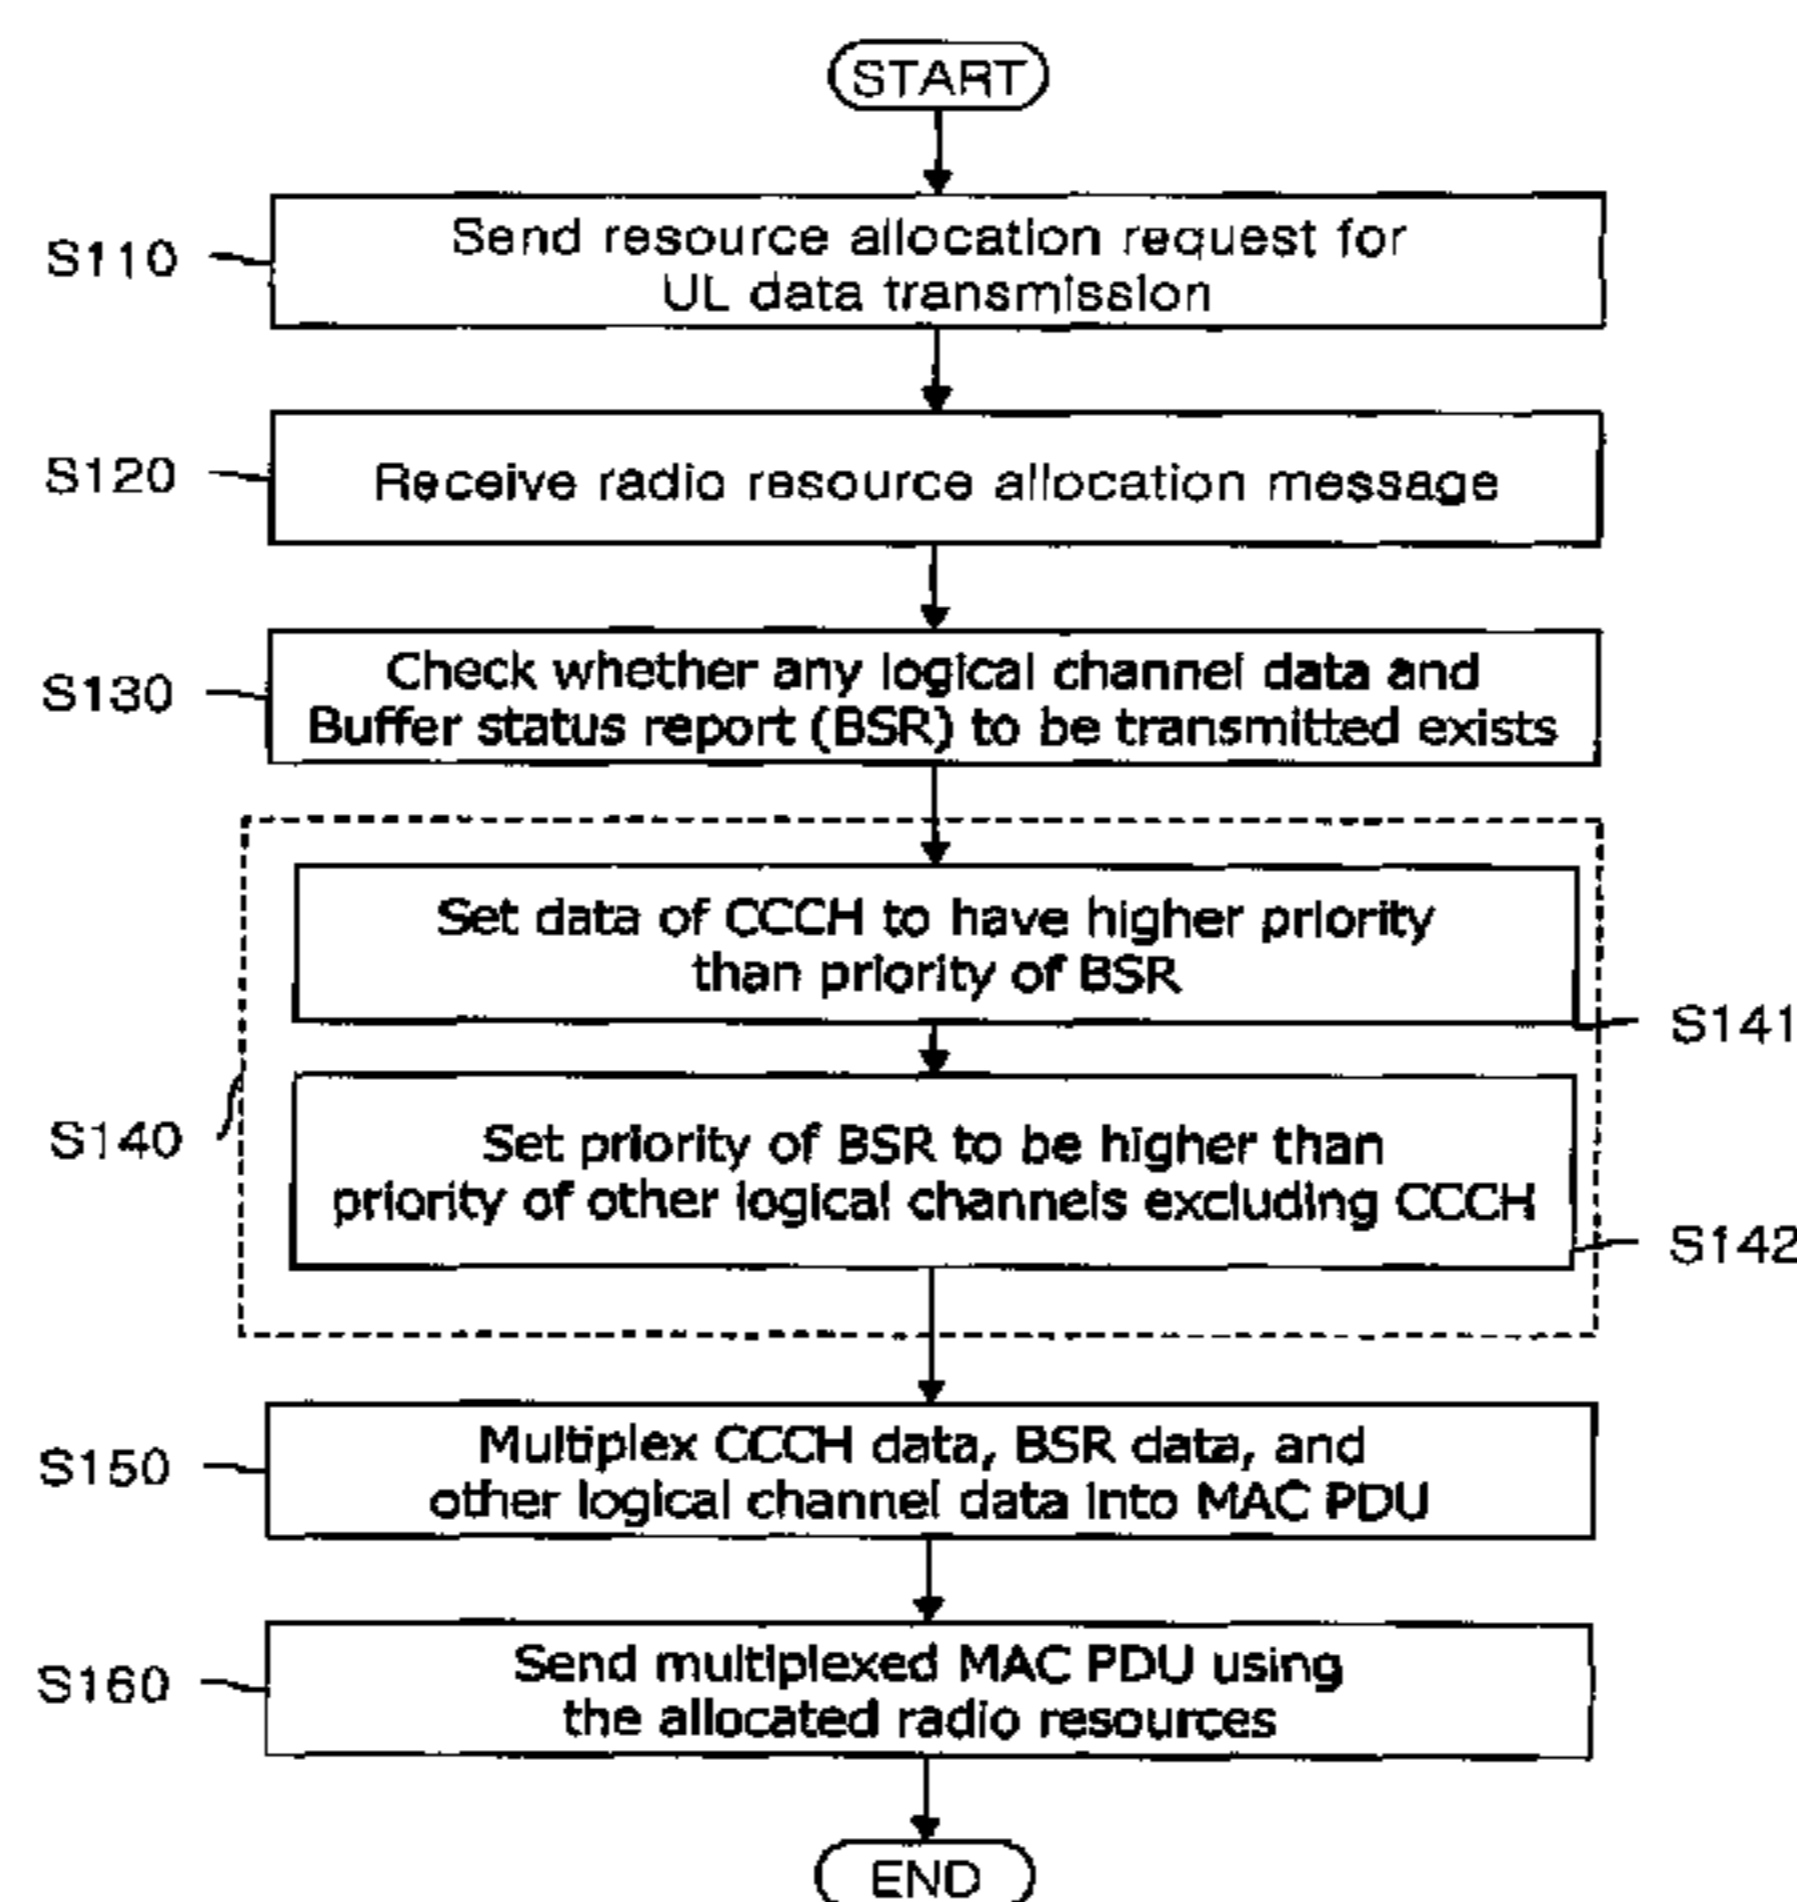 START
S110
Send resource allocation request for
UL data transmission
S120
Receive radio resource allocation message
S130
Check whether any logical channel data and
Buffer status report (BSR) to be transmitted exists
Set data of CCCH to have higher priority
than priority of BSR
S141
S140
Set priority of BSR to be higher than
priority of other logical channels excluding CCCH
S142
S150
Multiplex CCCH data, BSR data, and
other logical channel data into MAC PDU
S160
Send multiplexed MAC PDU using
the allocated radio resources
END